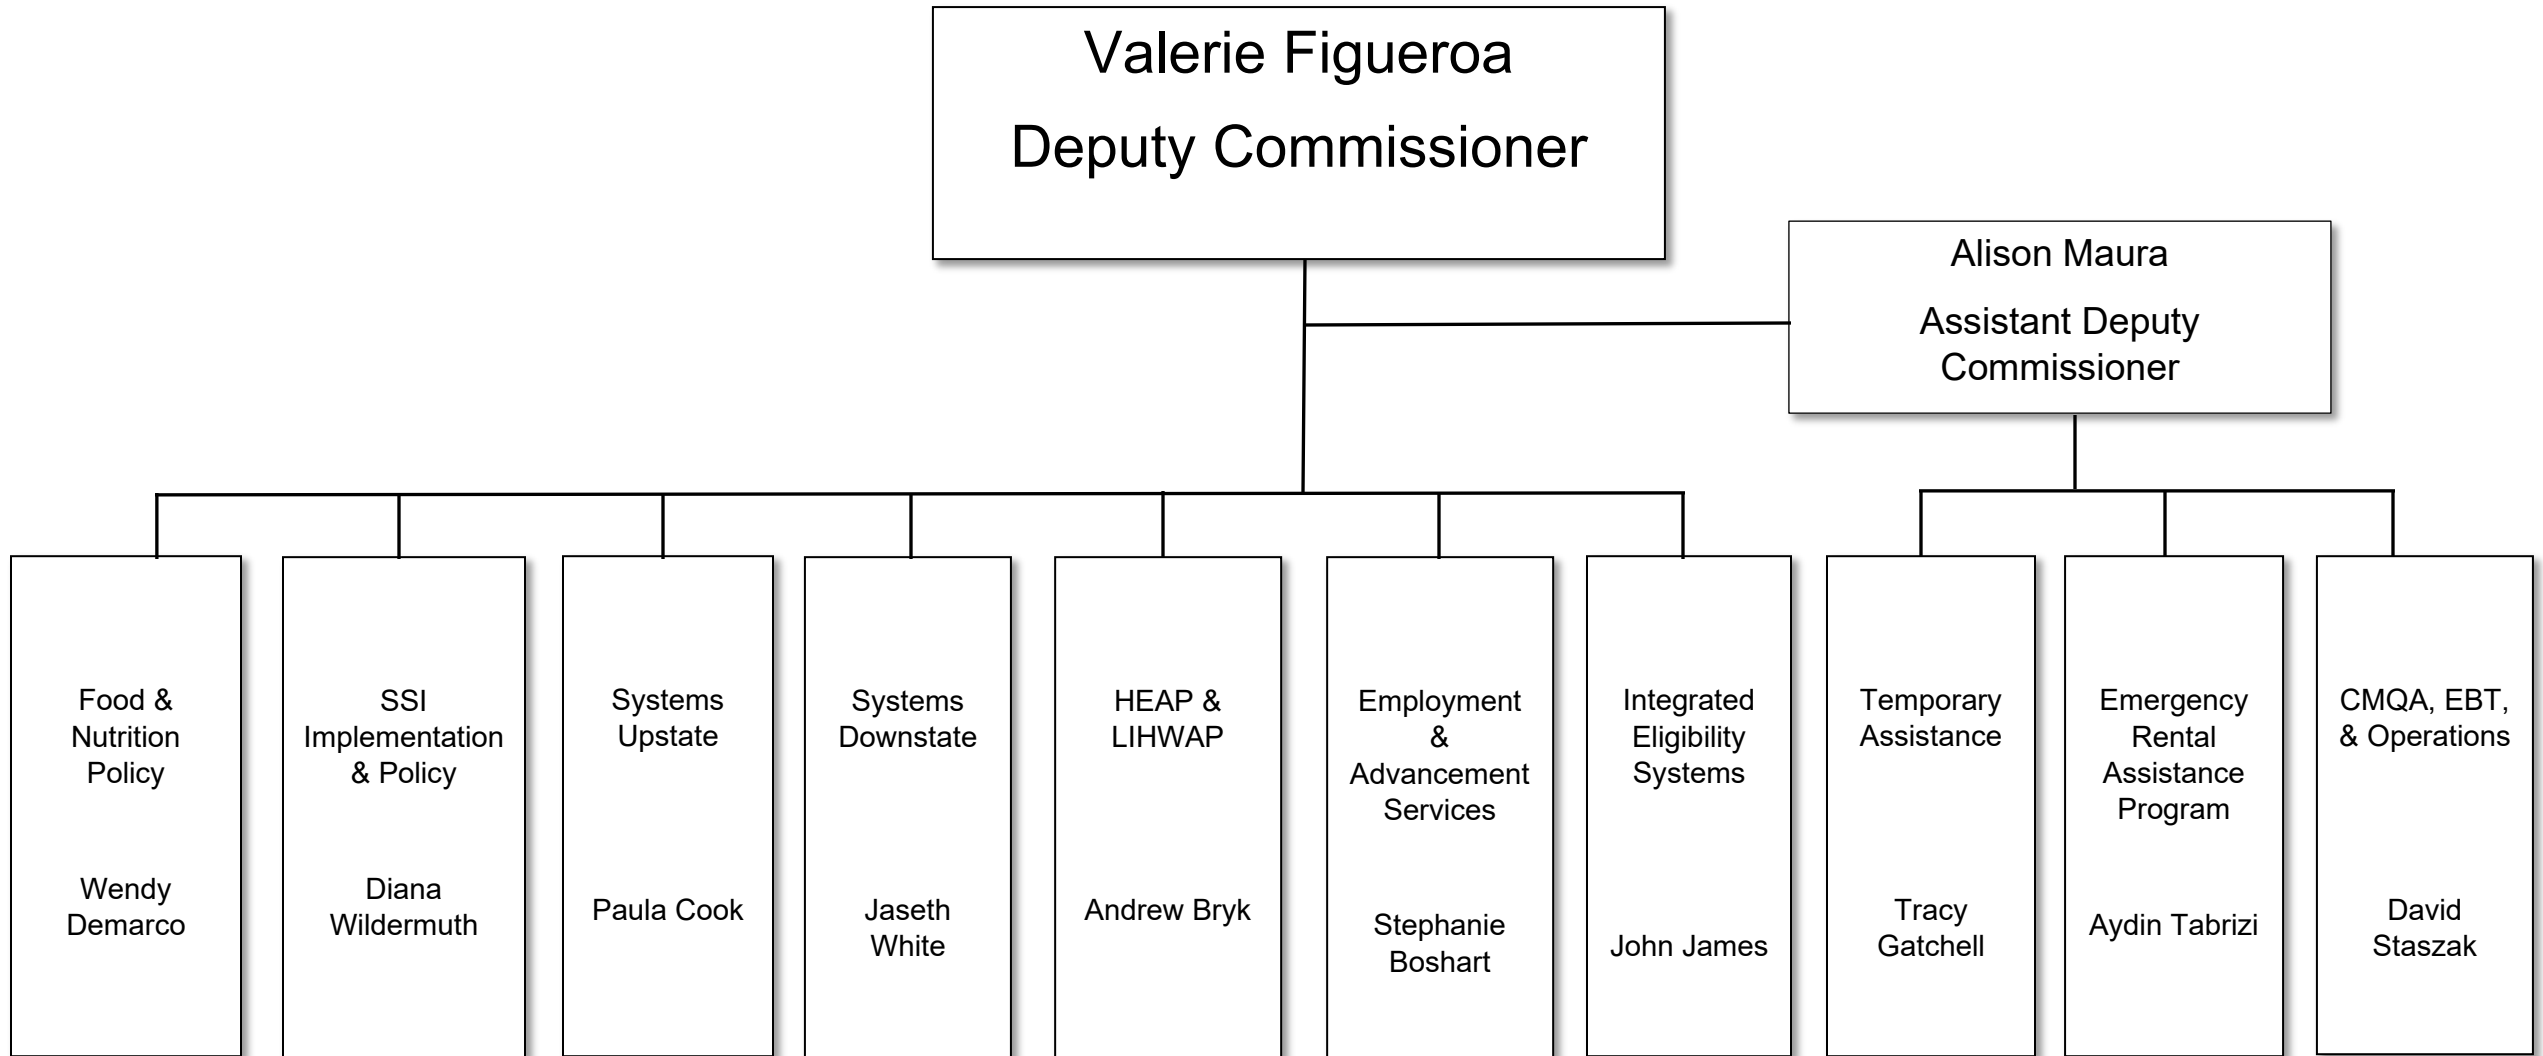 Valerie Figueroa
Deputy Commissioner
Alison Maura
Assistant Deputy
Commissioner
Food &
Nutrition
Policy
Wendy
Demarco
SSI
Implementation
& Policy
Diana
Wildermuth
Systems
Upstate
Paula Cook
Systems
Downstate
Jaseth
White
HEAP &
LIHWAP
Andrew Bryk
Employment
&
Advancement
Services
Stephanie
Boshart
Integrated
Eligibility
Systems
John James
Temporary
Assistance
Tracy
Gatchell
Emergency
Rental
Assistance
Program
Aydin Tabrizi
CMQA, EBT,
& Operations
David
Staszak